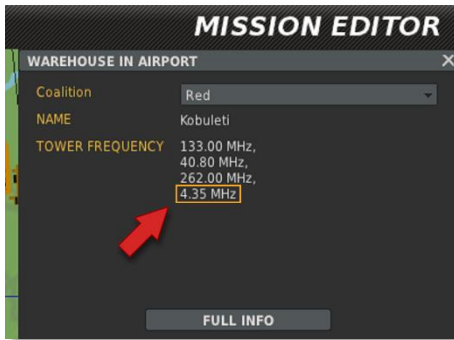 MISSION EDITOR
WAREHOUSE IN AIRPORT
Coalition Red
NAME Kobuleti
TOWER FREQUENCY 133.00 MHz,
40.80 MHz,
262.00 MHz,
4.35 MHz
FULL INFO